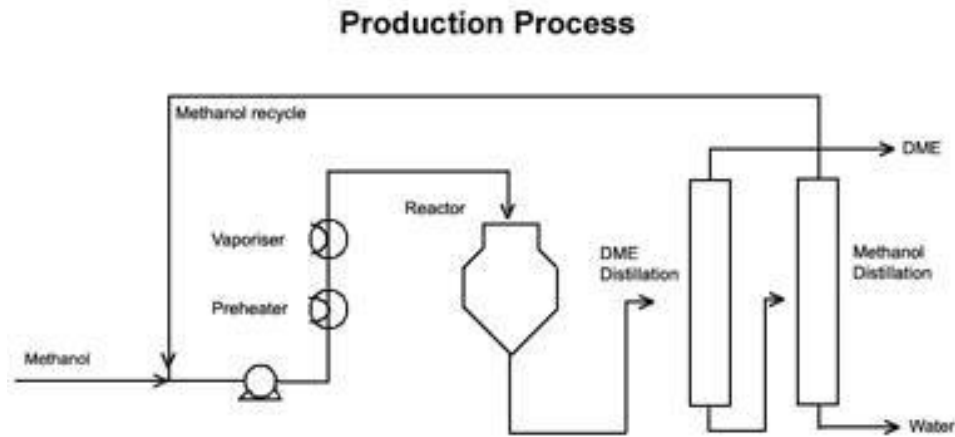 Production Process
Methanol recycle
DME
Reactor
Vaporiser
DME
Distillation
Methanol
Distillation
Preheater
Methanol
Water